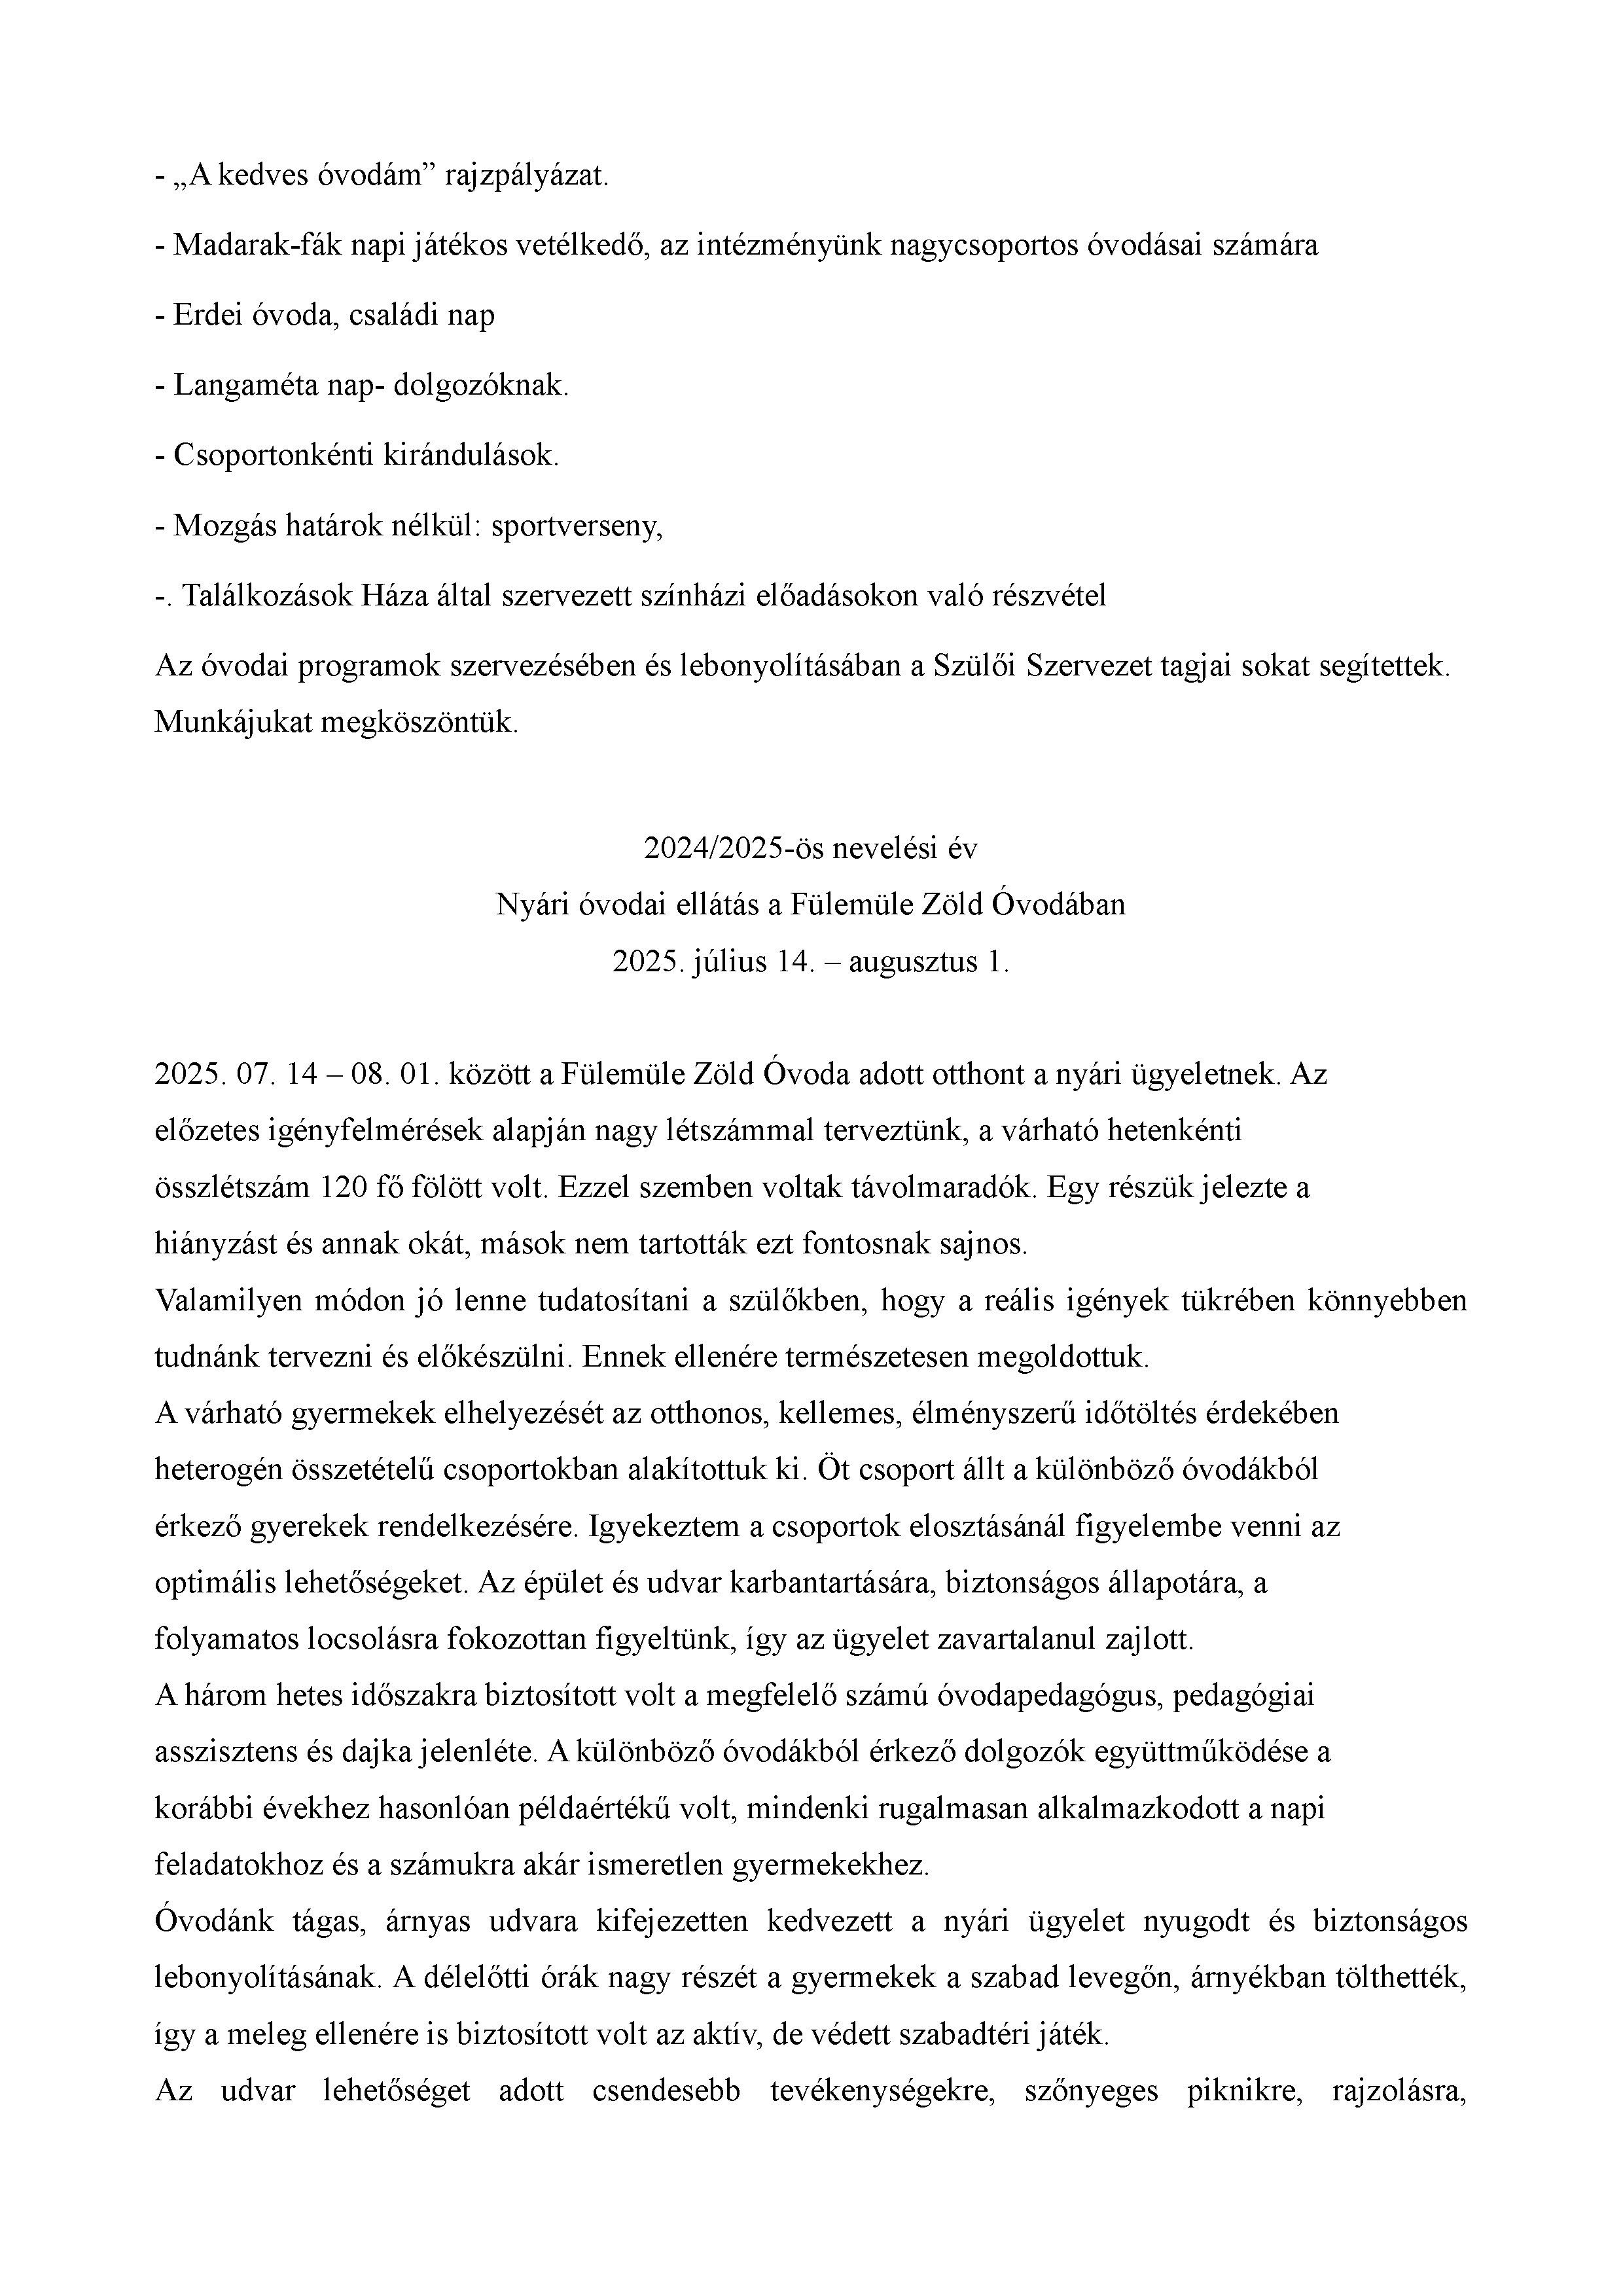 - „A kedves óvodám” rajzpályázat.
- Madarak-fák napi játékos vetélkedő, az intézményünk nagycsoportos óvodásai számára
- Erdei óvoda, családi nap
- Langaméta nap- dolgozóknak.
- Csoportonkénti kirándulások.
- Mozgás határok nélkül: sportverseny,
-. Találkozások Háza által szervezett színházi előadásokon való részvétel
Az óvodai programok szervezésében és lebonyolításában a Szülői Szervezet tagjai sokat segítettek.
Munkájukat megköszöntük.
2024/2025-ös nevelési év
Nyári óvodai ellátás a Fülemüle Zöld Óvodában
2025. július 14. – augusztus 1.
2025. 07. 14 – 08. 01. között a Fülemüle Zöld Óvoda adott otthont a nyári ügyeletnek. Az
előzetes igényfelmérések alapján nagy létszámmal terveztünk, a várható hetenkénti
összlétszám 120 fő fölött volt. Ezzel szemben voltak távolmaradók. Egy részük jelezte a
hiányzást és annak okát, mások nem tartották ezt fontosnak sajnos.
Valamilyen módon jó lenne tudatosítani a szülőkben, hogy a reális igények tükrében könnyebben
tudnánk tervezni és előkészülni. Ennek ellenére természetesen megoldottuk.
A várható gyermekek elhelyezését az otthonos, kellemes, élményszerű időtöltés érdekében
heterogén összetételű csoportokban alakítottuk ki. Öt csoport állt a különböző óvodákból
érkező gyerekek rendelkezésére. Igyekeztem a csoportok elosztásánál figyelembe venni az
optimális lehetőségeket. Az épület és udvar karbantartására, biztonságos állapotára, a
folyamatos locsolásra fokozottan figyeltünk, így az ügyelet zavartalanul zajlott.
A három hetes időszakra biztosított volt a megfelelő számú óvodapedagógus, pedagógiai
asszisztens és dajka jelenléte. A különböző óvodákból érkező dolgozók együttműködése a
korábbi évekhez hasonlóan példaértékű volt, mindenki rugalmasan alkalmazkodott a napi
feladatokhoz és a számukra akár ismeretlen gyermekekhez.
Óvodánk tágas, árnyas udvara kifejezetten kedvezett a nyári ügyelet nyugodt és biztonságos
lebonyolításának. A délelőtti órák nagy részét a gyermekek a szabad levegőn, árnyékban tölthették,
így a meleg ellenére is biztosított volt az aktív, de védett szabadtéri játék.
Az udvar lehetőséget adott csendesebb tevékenységekre, szőnyeges piknikre, rajzolásra,